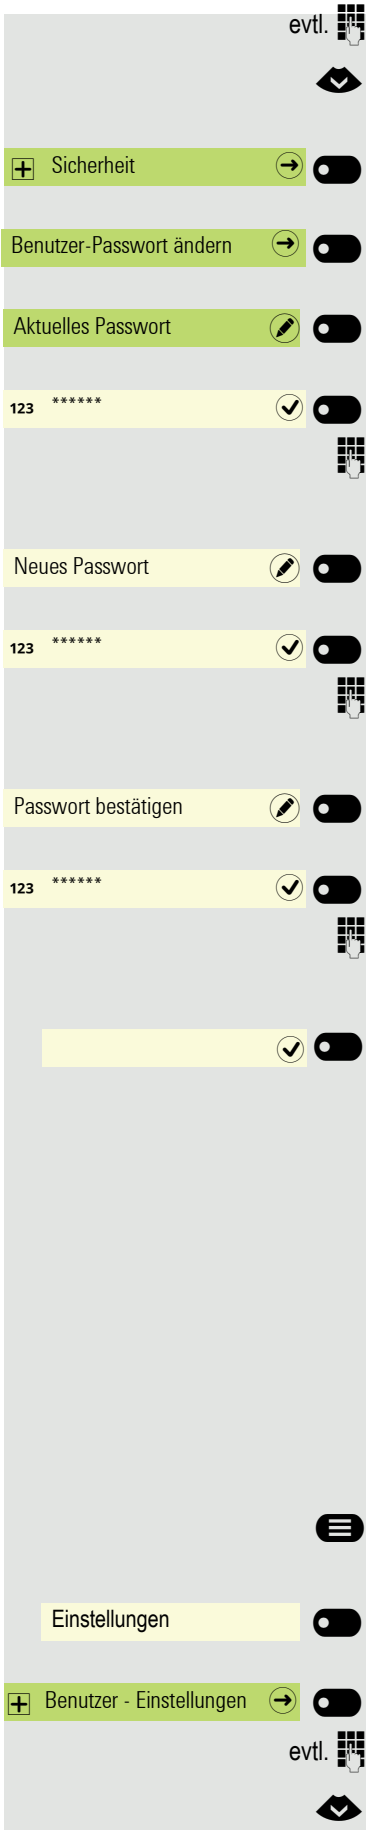 evtl.
Sicherheit
Benutzer-Passwort ändern
Aktuelles Passwort
123 ******
Neues Passwort
123 ******
Passwort bestätigen
123 ******
Einstellungen
Benutzer - Einstellungen
evtl.